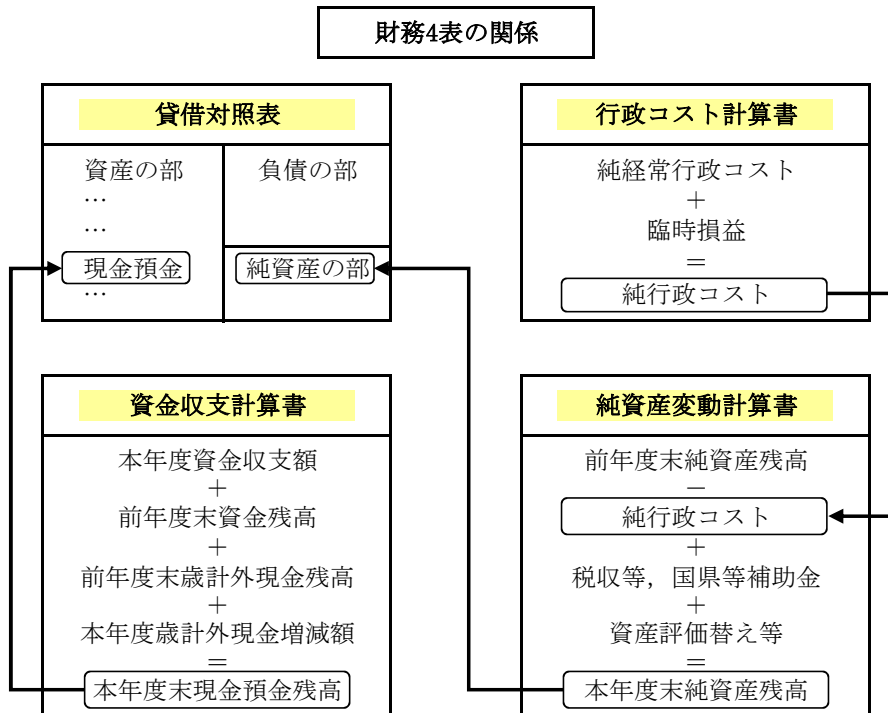 財務4表の関係
貸借対照表
資産の部
…
…
現金預金
…
負債の部
純資産の部
行政コスト計算書
純経常行政コスト
＋
臨時損益
＝
純行政コスト
資金収支計算書
本年度資金収支額
＋
前年度末資金残高
＋
前年度末歳計外現金残高
＋
本年度歳計外現金増減額
＝
本年度末現金預金残高
純資産変動計算書
前年度末純資産残高
－
純行政コスト
＋
税収等，国県等補助金
＋
資産評価替え等
＝
本年度末純資産残高